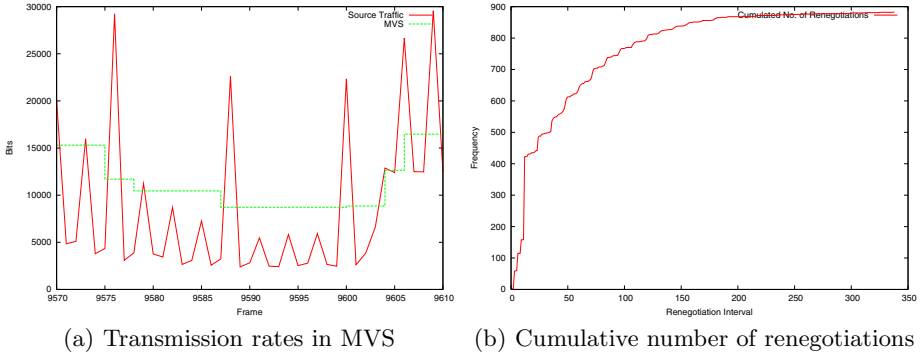 30000
25000
20000
15000
10000
5000
0
Bits
Source Traffic
MVS
9570 9575 9580 9585 9590 9595 9600 9605 9610
Frame
(a) Transmission rates in MVS
900
800
700
600
500
400
300
200
100
0
Frequency
Cumulated No. of Renegotiations
0 50 100 150 200 250 300 350
Renegotiation Interval
(b) Cumulative number of renegotiations